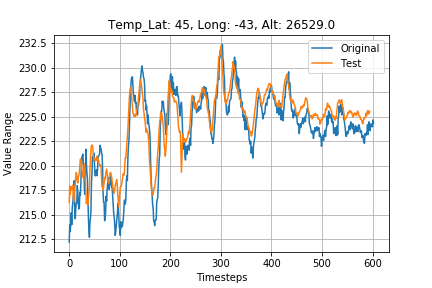 Temp_Lat: 45, Long: -43, Alt: 26529.0
Original
Test
Value Range
232.5
230.0
227.5
225.0
222.5
220.0
217.5
215.0
212.5
0 100 200 300 400 500 600
Timesteps